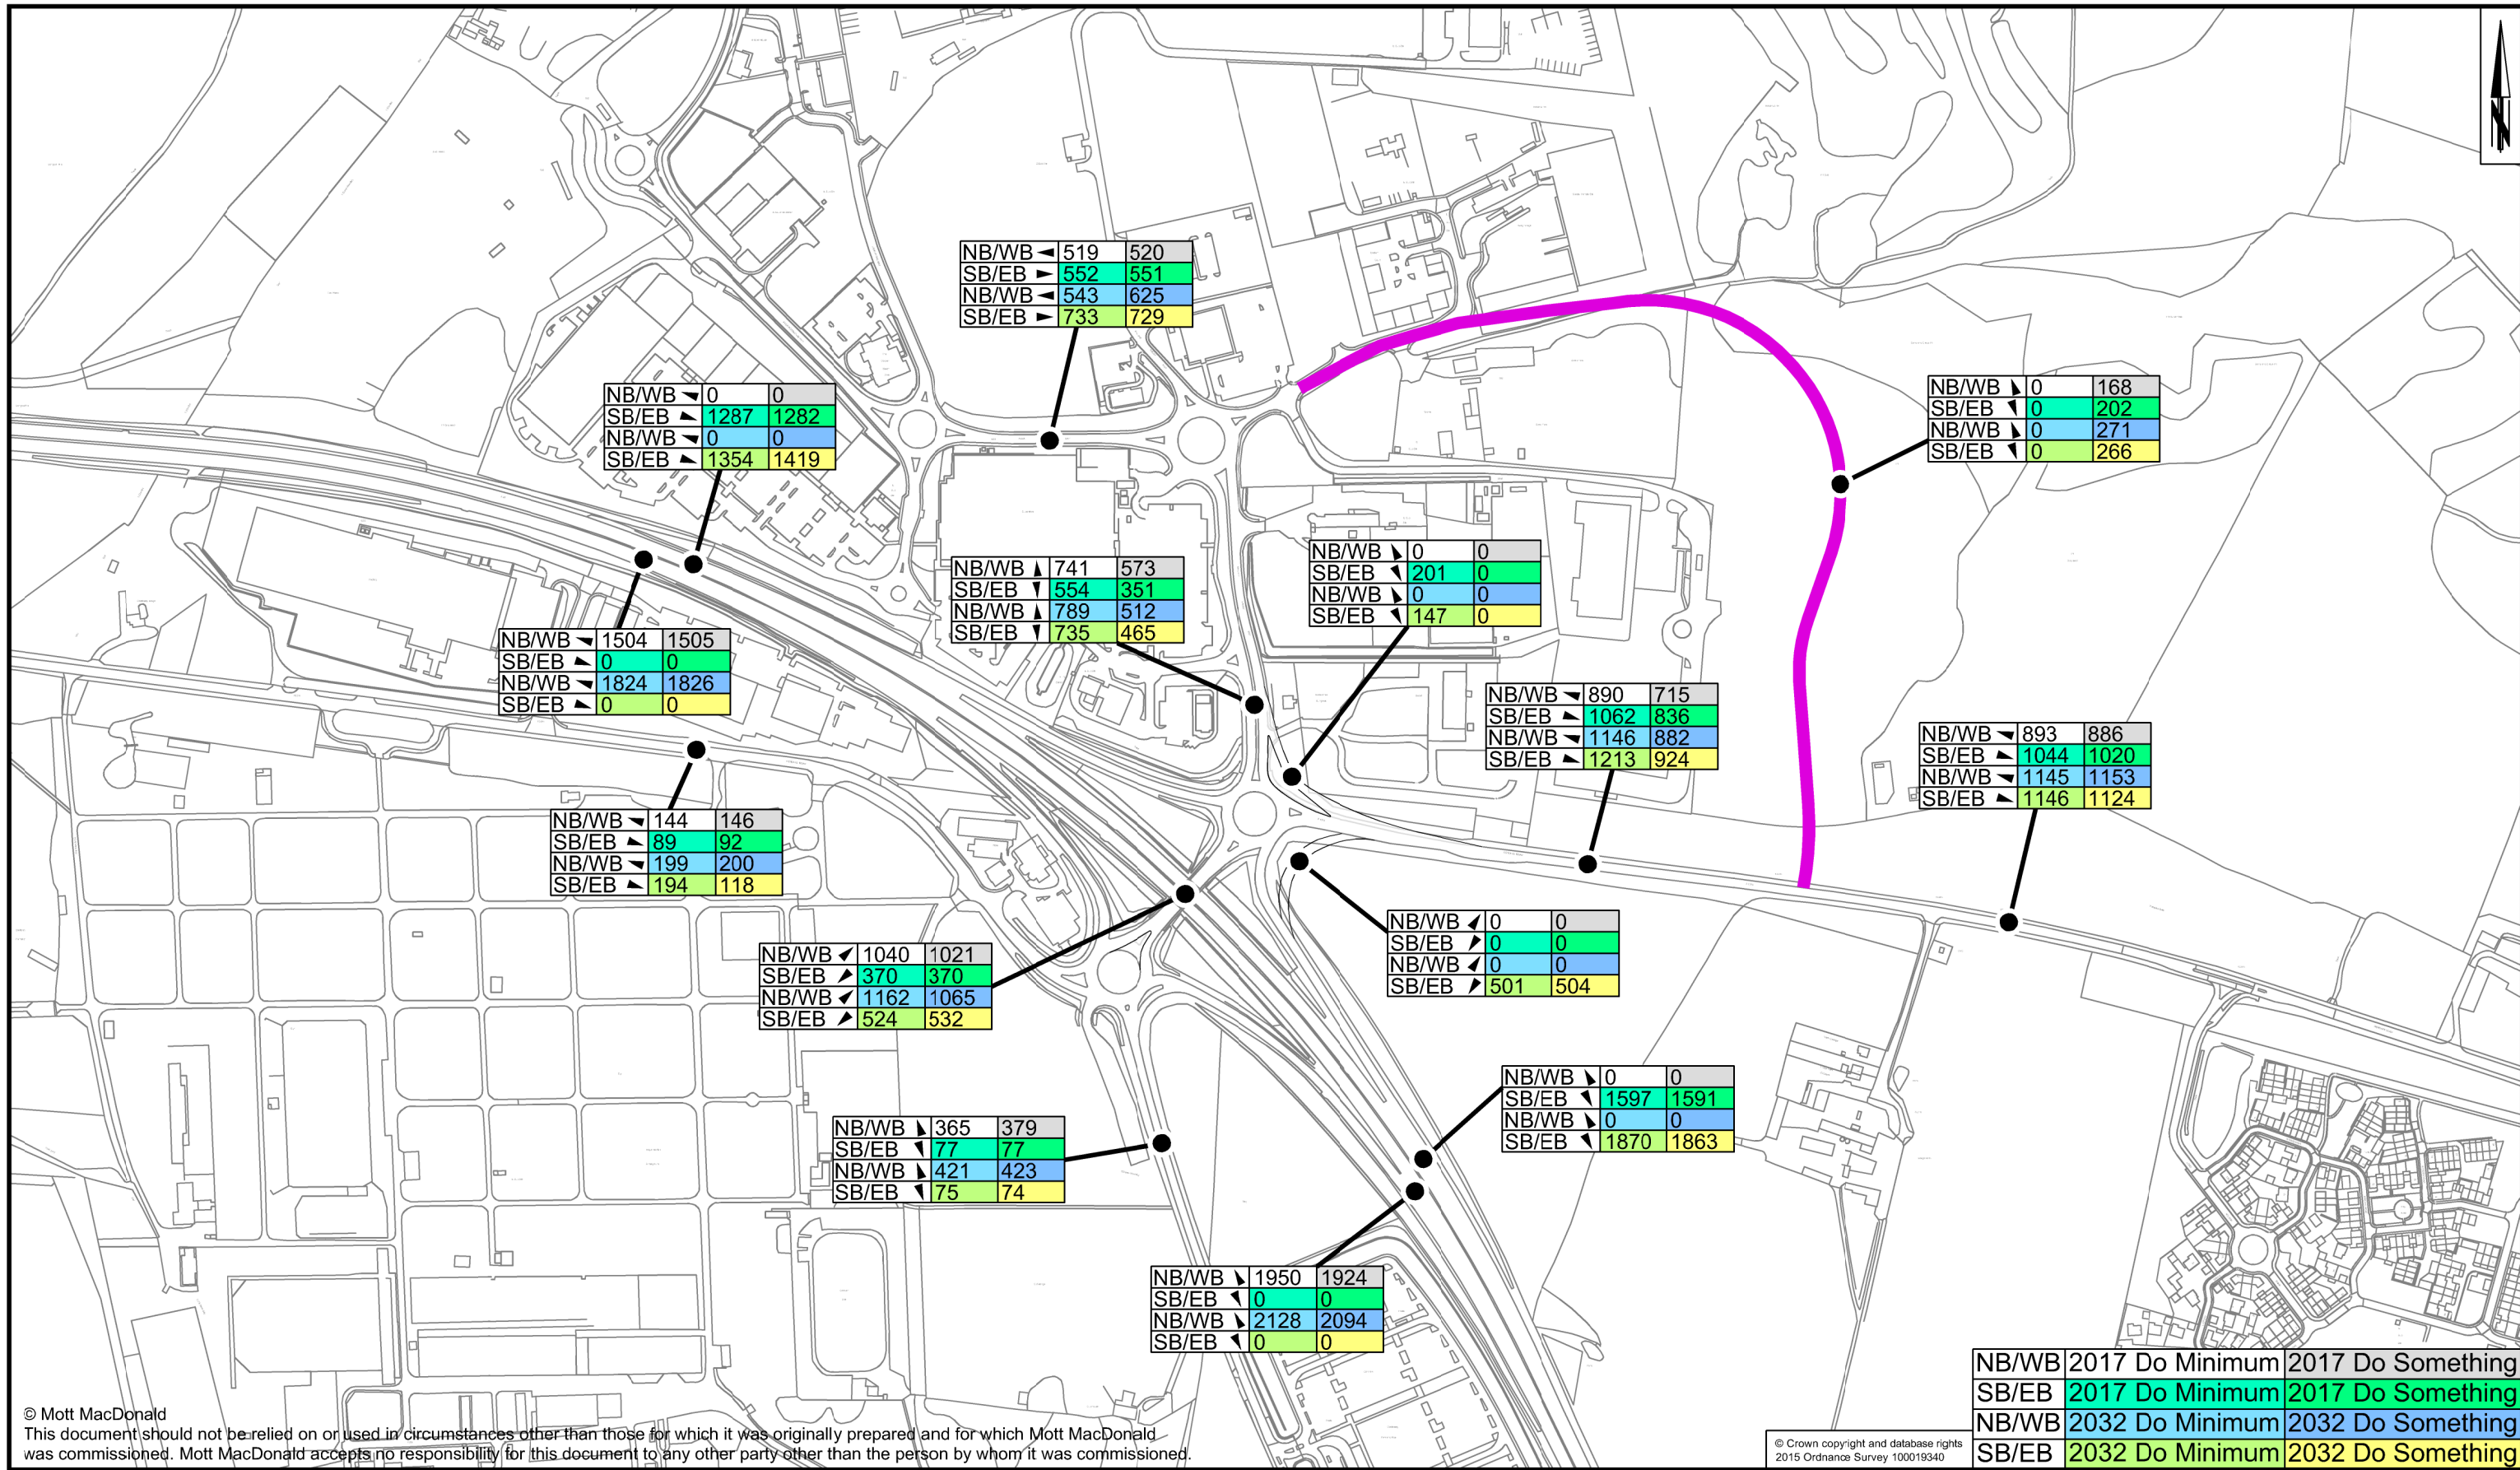 N
NB/WB 519 520
SB/EB 552 551
NB/WB 543 625
SB/EB 733 729
NB/WB 0 0
SB/EB 1287 1282
NB/WB 0 0
SB/EB 1354 1419
NB/WB 0 168
SB/EB 0 202
NB/WB 0 271
SB/EB 0 266
NB/WB 741 573
SB/EB 554 351
NB/WB 789 512
SB/EB 735 465
NB/WB 0 0
SB/EB 201 0
NB/WB 0 0
SB/EB 147 0
NB/WB 1504 1505
SB/EB 0 0
NB/WB 1824 1826
SB/EB 0 0
NB/WB 890 715
SB/EB 1062 836
NB/WB 1146 882
SB/EB 1213 924
NB/WB 893 886
SB/EB 1044 1020
NB/WB 1145 1153
SB/EB 1146 1124
NB/WB 144 146
SB/EB 89 92
NB/WB 199 200
SB/EB 194 118
NB/WB 1040 1021
SB/EB 370 370
NB/WB 1162 1065
SB/EB 524 532
NB/WB 0 0
SB/EB 0 0
NB/WB 0 0
SB/EB 501 504
NB/WB 0 0
SB/EB 1597 1591
NB/WB 0 0
SB/EB 1870 1863
NB/WB 365 379
SB/EB 77 77
NB/WB 421 423
SB/EB 75 74
NB/WB 1950 1924
SB/EB 0 0
NB/WB 2128 2094
SB/EB 0 0
NB/WB 2017 Do Minimum 2017 Do Something
SB/EB 2017 Do Minimum 2017 Do Something
NB/WB 2032 Do Minimum 2032 Do Something
SB/EB 2032 Do Minimum 2032 Do Something
© Mott MacDonald
This document should not be relied on or used in circumstances other than those for which it was originally prepared and for which Mott MacDonald
was commissioned. Mott MacDonald accepts no responsibility for this document to any other party other than the person by whom it was commissioned.
© Crown copyright and database rights
2015 Ordnance Survey 100019340